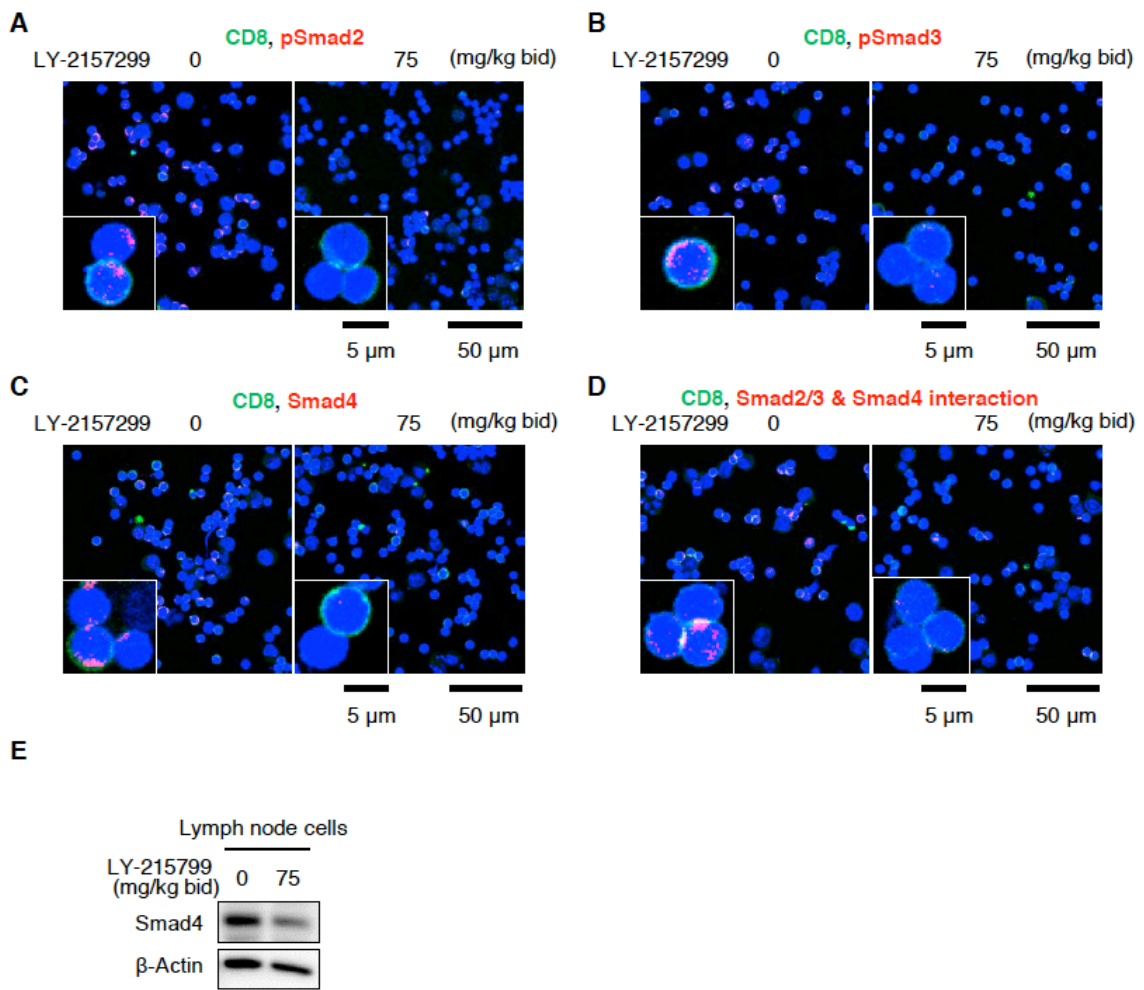 A
CD8, pSmad2
LY-2157299 0 75 (mg/kg bid)
5 µm 50 µm
B
CD8, pSmad3
LY-2157299 0 75 (mg/kg bid)
5 µm 50 µm
C
CD8, Smad4
LY-2157299 0 75 (mg/kg bid)
5 µm 50 µm
D
CD8, Smad2/3 & Smad4 interaction
LY-2157299 0 75 (mg/kg bid)
5 µm 50 µm
E
Lymph node cells
LY-215799
(mg/kg bid) 0 75
Smad4
β-Actin